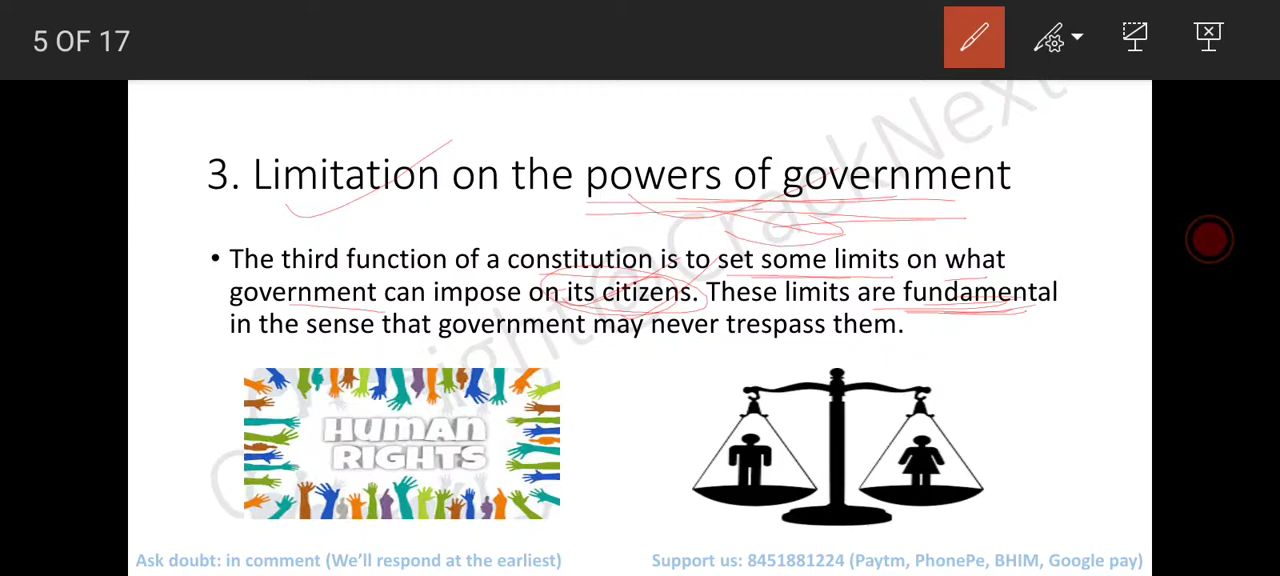 5 OF 17
3. Limitation on the powers of government
• The third function of a constitution is to set some limits on what
government can impose on its citizens. These limits are fundamental
in the sense that government may never trespass them.
HUMAN
RIGHTS
Ask doubt: in comment (We'll respond at the earliest)
Support us: 8451881224 (Paytm, PhonePe, BHIM, Google pay)